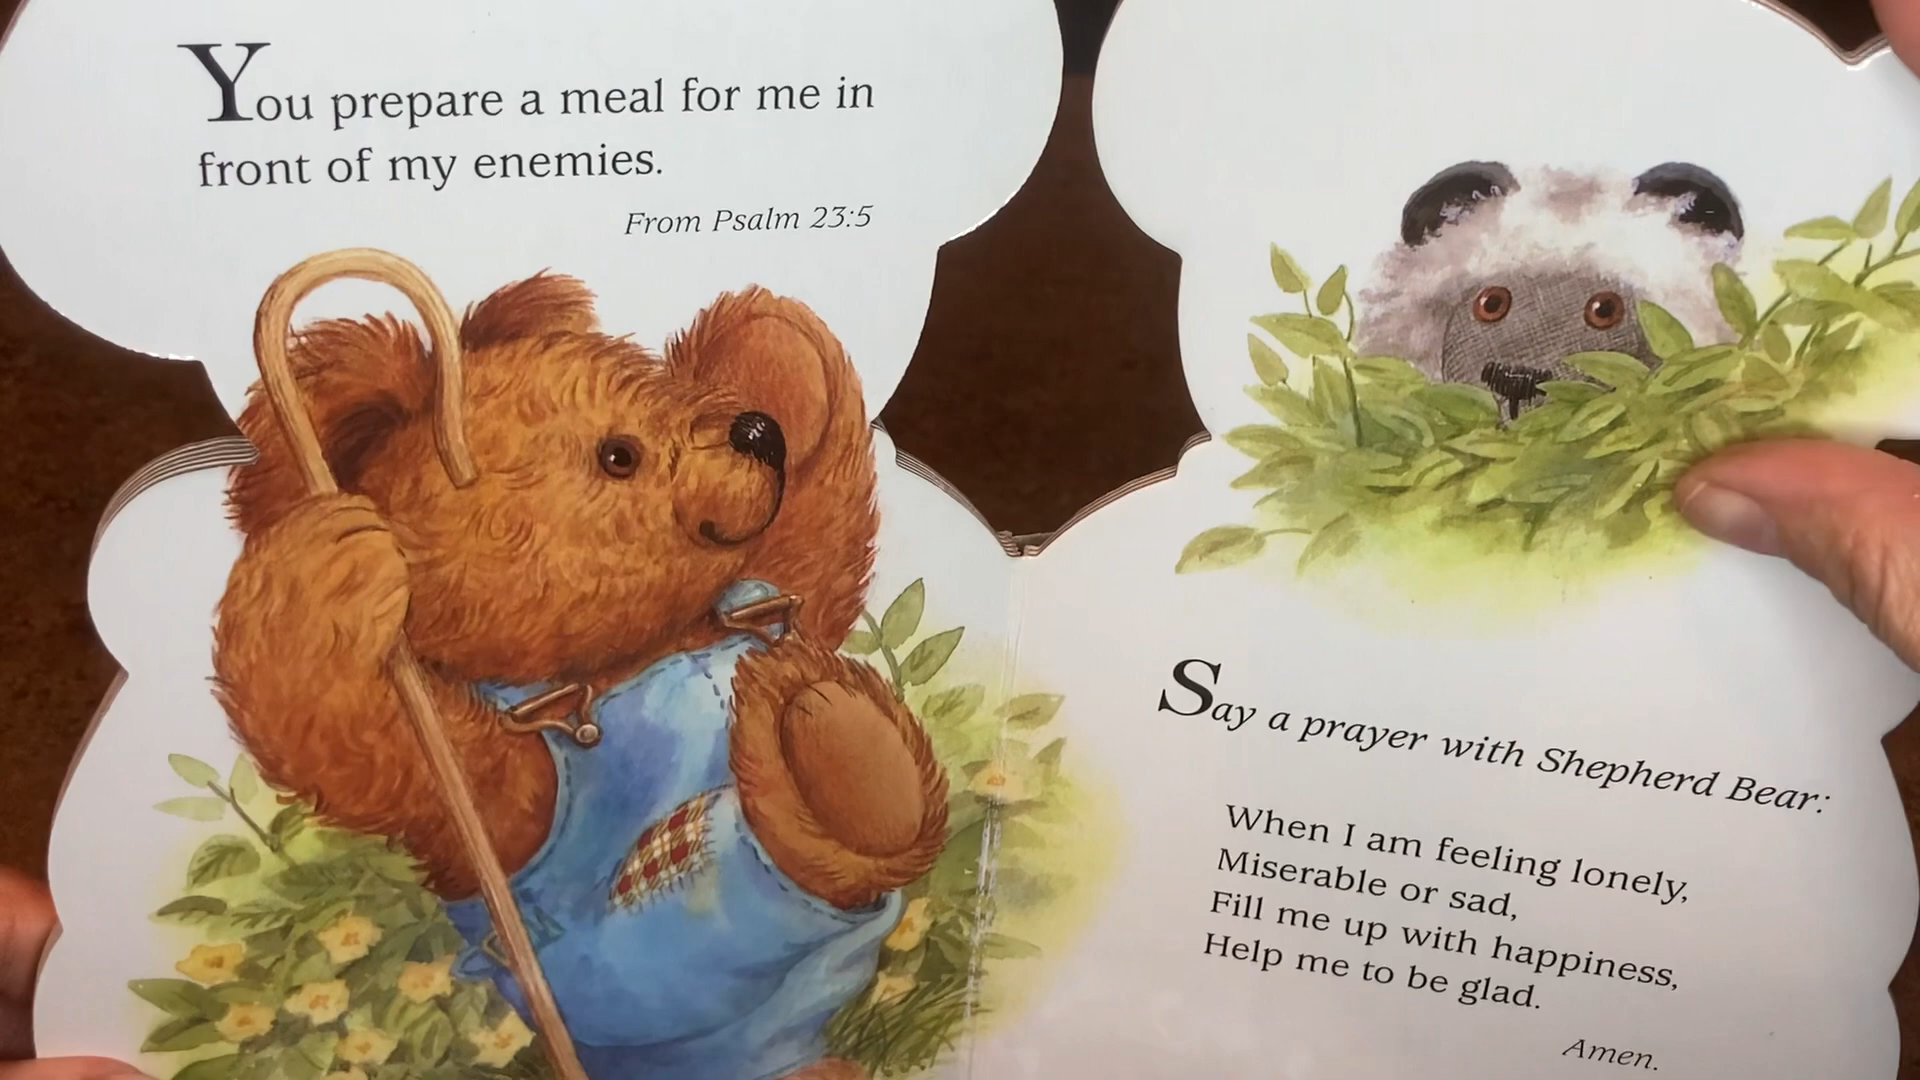 You prepare a meal for me in
front of my enemies.
From Psalm 23:5
Say a prayer with Shepherd Bear:
When I am feeling lonely,
Miserable or sad,
Fill me up with happiness,
Help me to be glad.
Amen.